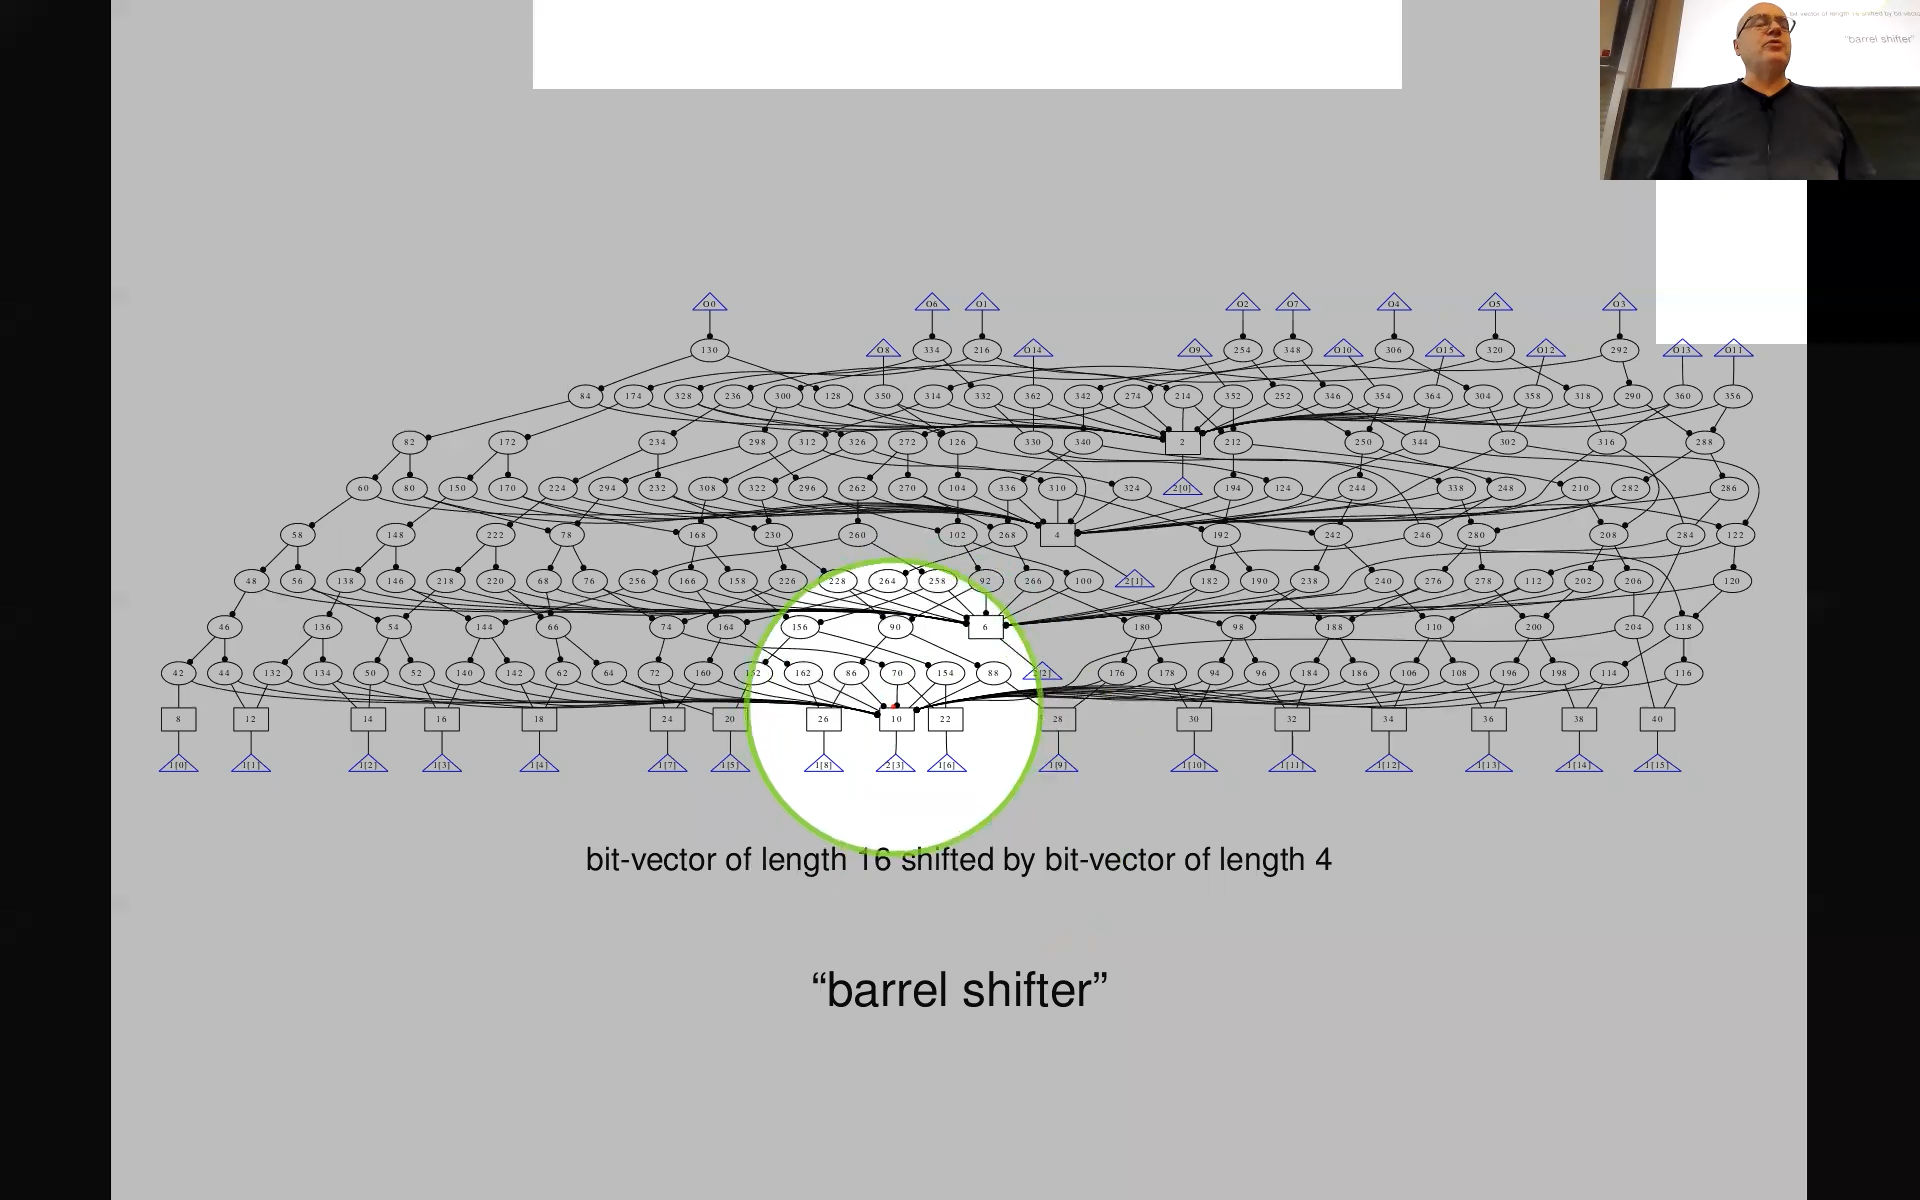 bit-vector of length 16 shifted by bit-vecto
"barrel shifter"
O0 O6 O1 O2 O7 O4 O5 O3
130 O8 334 216 O14 O9 254 348 O10 306 O15 320 O12 292 O13 O11
84 174 328 236 300 128 350 314 332 362 342 274 214 352 252 346 354 364 304 358 318 290 360 356
82 172 234 298 312 326 272 126 330 340 2 212 250 344 302 316 288
60 80 150 170 224 294 232 308 322 296 262 270 104 336 310 324 2[0] 194 124 244 338 248 210 282 286
58 148 222 78 168 230 260 102 268 4 192 242 246 280 208 284 122
48 56 138 146 218 220 68 76 256 166 158 226 228 264 258 92 266 100 2[1] 182 190 238 240 276 278 112 202 206 120
46 136 54 144 66 74 164 156 90 6 180 98 188 110 200 204 118
42 44 132 134 50 52 140 142 62 64 72 160 152 162 86 70 154 88 2[2] 176 178 94 96 184 186 106 108 196 198 114 116
8 12 14 16 18 24 20 26 10 22 28 30 32 34 36 38 40
1[0] 1[1] 1[2] 1[3] 1[4] 1[7] 1[5] 1[8] 2[3] 1[6] 1[9] 1[10] 1[11] 1[12] 1[13] 1[14] 1[15]
bit-vector of length 16 shifted by bit-vector of length 4
“barrel shifter”